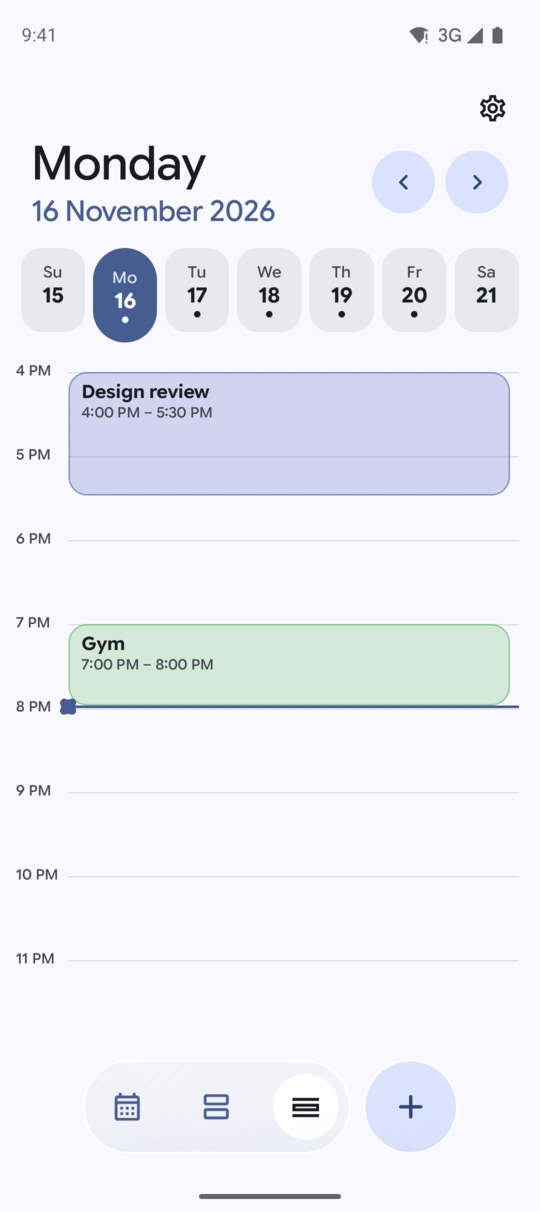 9:41
3G
Monday
16 November 2026
Su Mo Tu We Th Fr Sa
15 16 17 18 19 20 21
4 PM
Design review
4:00 PM – 5:30 PM
5 PM
6 PM
7 PM
Gym
7:00 PM – 8:00 PM
8 PM
9 PM
10 PM
11 PM